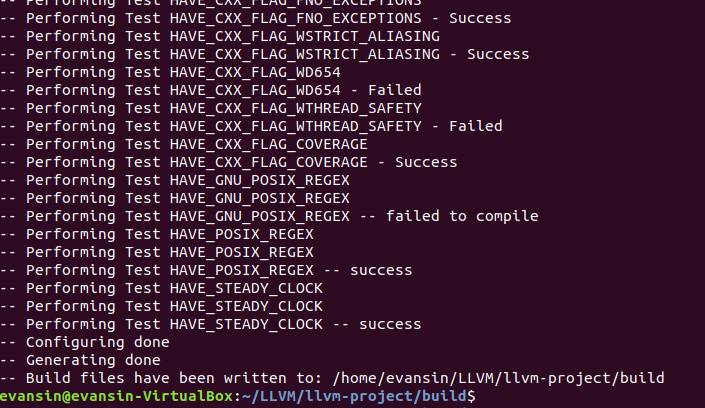 -- Performing Test HAVE_CXX_FLAG_FNO_EXCEPTIONS
-- Performing Test HAVE_CXX_FLAG_FNO_EXCEPTIONS - Success
-- Performing Test HAVE_CXX_FLAG_WSTRICT_ALIASING
-- Performing Test HAVE_CXX_FLAG_WSTRICT_ALIASING - Success
-- Performing Test HAVE_CXX_FLAG_WD654
-- Performing Test HAVE_CXX_FLAG_WD654 - Failed
-- Performing Test HAVE_CXX_FLAG_WTHREAD_SAFETY
-- Performing Test HAVE_CXX_FLAG_WTHREAD_SAFETY - Failed
-- Performing Test HAVE_CXX_FLAG_COVERAGE
-- Performing Test HAVE_CXX_FLAG_COVERAGE - Success
-- Performing Test HAVE_GNU_POSIX_REGEX
-- Performing Test HAVE_GNU_POSIX_REGEX
-- Performing Test HAVE_GNU_POSIX_REGEX -- failed to compile
-- Performing Test HAVE_POSIX_REGEX
-- Performing Test HAVE_POSIX_REGEX
-- Performing Test HAVE_POSIX_REGEX -- success
-- Performing Test HAVE_STEADY_CLOCK
-- Performing Test HAVE_STEADY_CLOCK
-- Performing Test HAVE_STEADY_CLOCK -- success
-- Configuring done
-- Generating done
-- Build files have been written to: /home/evansin/LLVM/llvm-project/build
evansin@evansin-VirtualBox:~/LLVM/llvm-project/build$